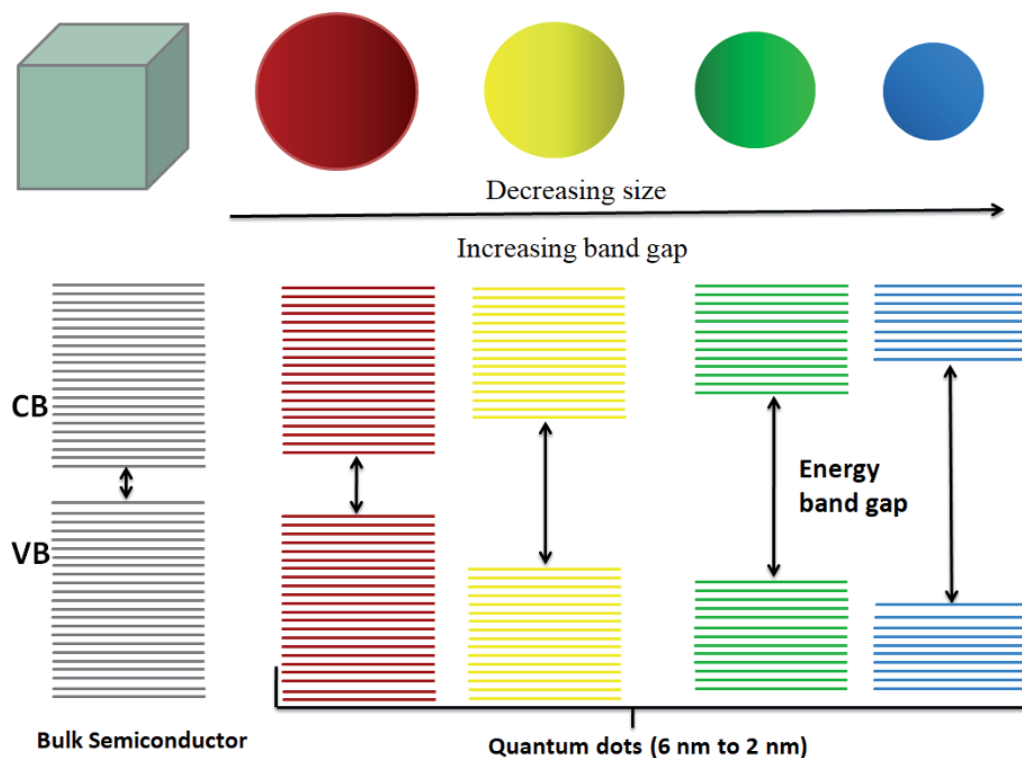 Decreasing size
Increasing band gap
CB
VB
Energy
band gap
Bulk Semiconductor
Quantum dots (6 nm to 2 nm)